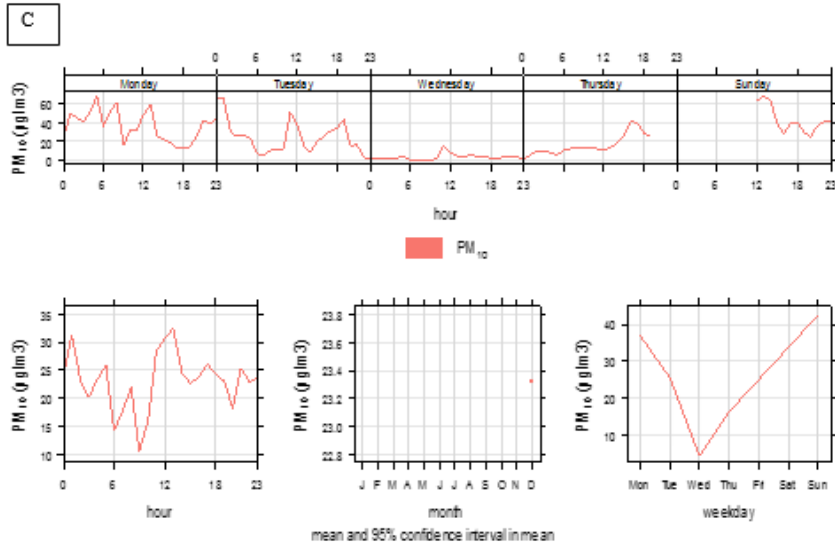 C
0 6 12 18 23 0 6 12 18 23
Monday Tuesday Wednesday Thursday Sunday
PM10 (µg/m3)
60
40
20
0
0 6 12 18 23 0 6 12 18 23 0 6 12 18 23
hour
PM10
PM10 (µg/m3)
35
30
25
20
15
10
0 6 12 18 23
hour
PM10 (µg/m3)
23.8
23.6
23.4
23.2
23.0
22.8
J F M A M J J A S O N D
month
PM10 (µg/m3)
40
30
20
10
Mon Tue Wed Thu Fri Sat Sun
weekday
mean and 95% confidence interval in mean